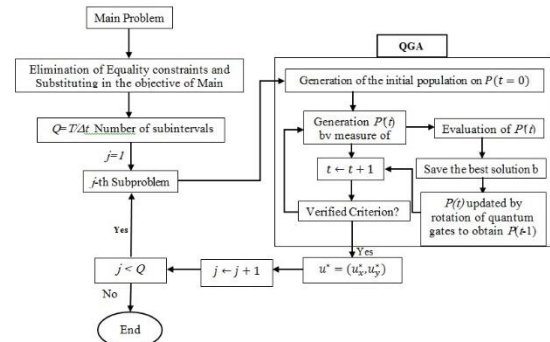 Main Problem
Elimination of Equality constraints and
Substituting in the objective of Main
Q=T/Δt Number of subintervals
j=1
j-th Subproblem
Yes
j < Q
No
End
j ← j + 1
u* = (u*x, u*y)
Yes
QGA
Generation of the initial population on P(t = 0)
Generation P(t)
by measure of
t ← t + 1
Verified Criterion?
Evaluation of P(t)
Save the best solution b
P(t) updated by
rotation of quantum
gates to obtain P(t-1)